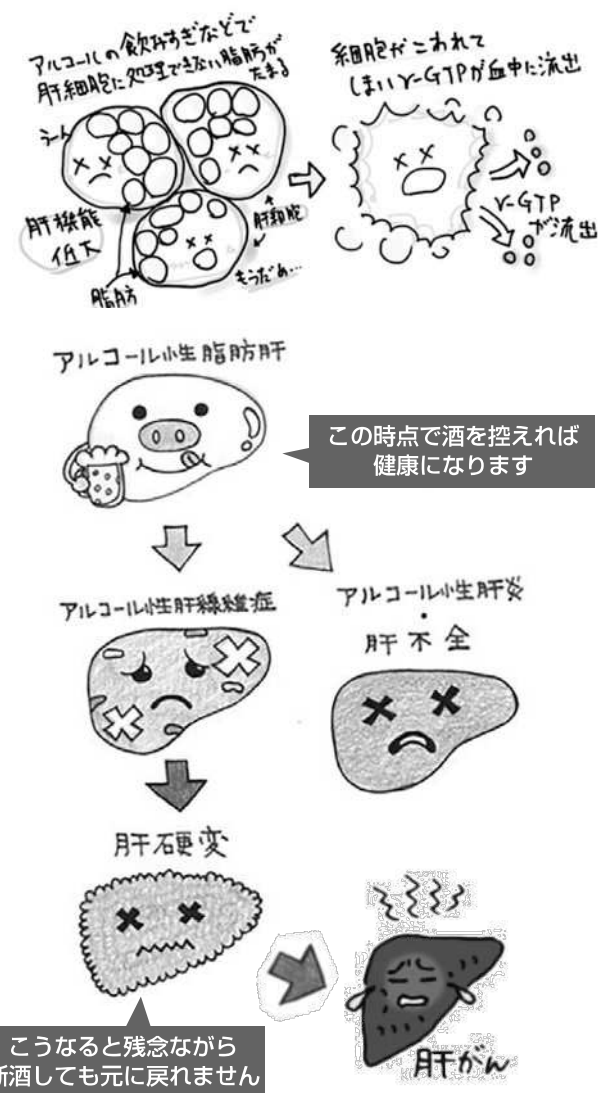 アルコールの飲みすぎなどで
肝細胞に処理できない脂肪が
たまる
うーん
肝機能
低下
脂肪
肝細胞
もうだめ…
細胞がこわれて
しまいγ-GTPが血中に流出
γ-GTP
が流出
アルコール性脂肪肝
この時点で酒を控えれば
健康になります
アルコール性肝線維症
アルコール性肝炎
・
肝不全
肝硬変
こうなると残念ながら
断酒しても元に戻れません
肝がん